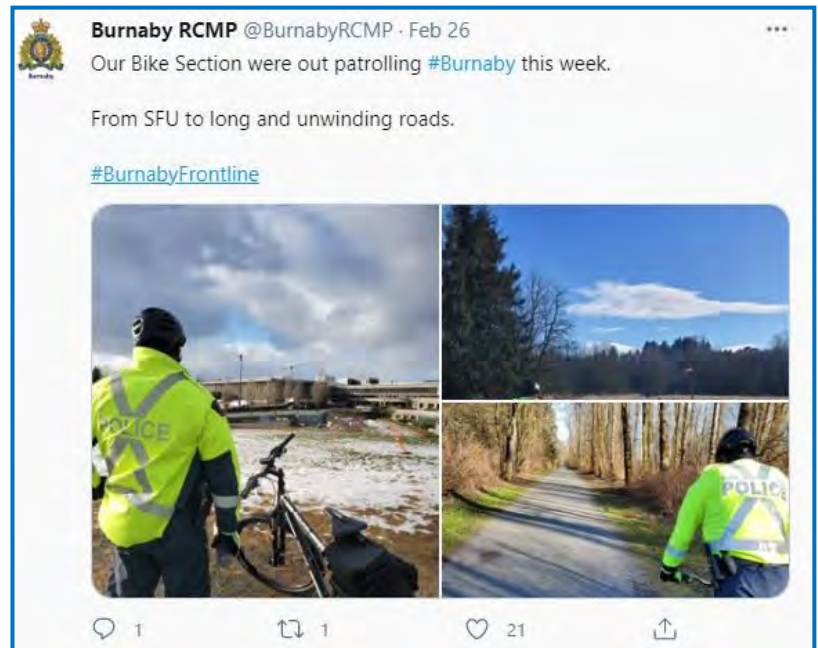 Burnaby RCMP @BurnabyRCMP · Feb 26
Our Bike Section were out patrolling #Burnaby this week.
From SFU to long and unwinding roads.
#BurnabyFrontline
POLICE
POLICE
1 1 21
Burnaby